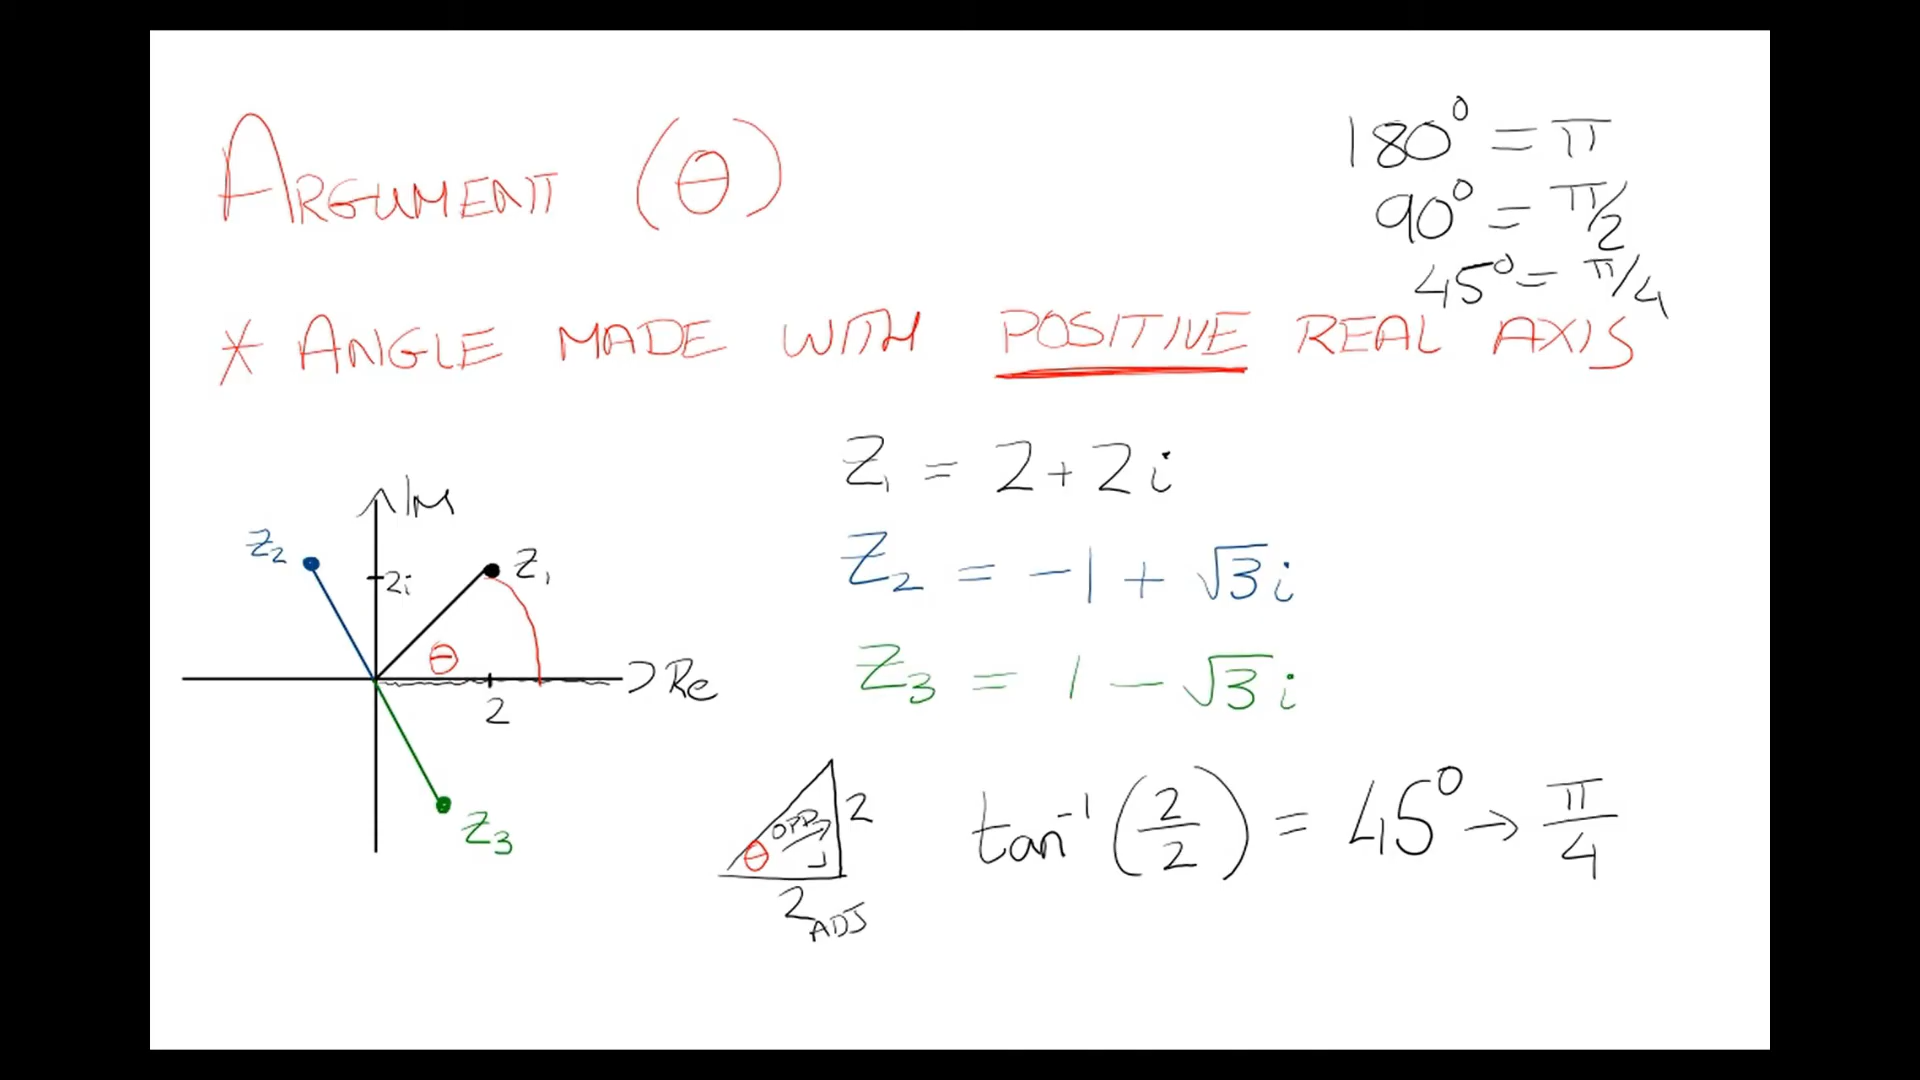 ARGUMENT (θ)
180° = π
90° = π/2
45° = π/4
* ANGLE MADE WITH POSITIVE REAL AXIS
Z₁ = 2 + 2i
Z₂ = -1 + √3i
Z₃ = 1 - √3i
IM
Z₂
Z₁
2i
θ
Re
2
Z₃
OPP
2
θ
2 ADJ
tan⁻¹(2/2) = 45° → π/4